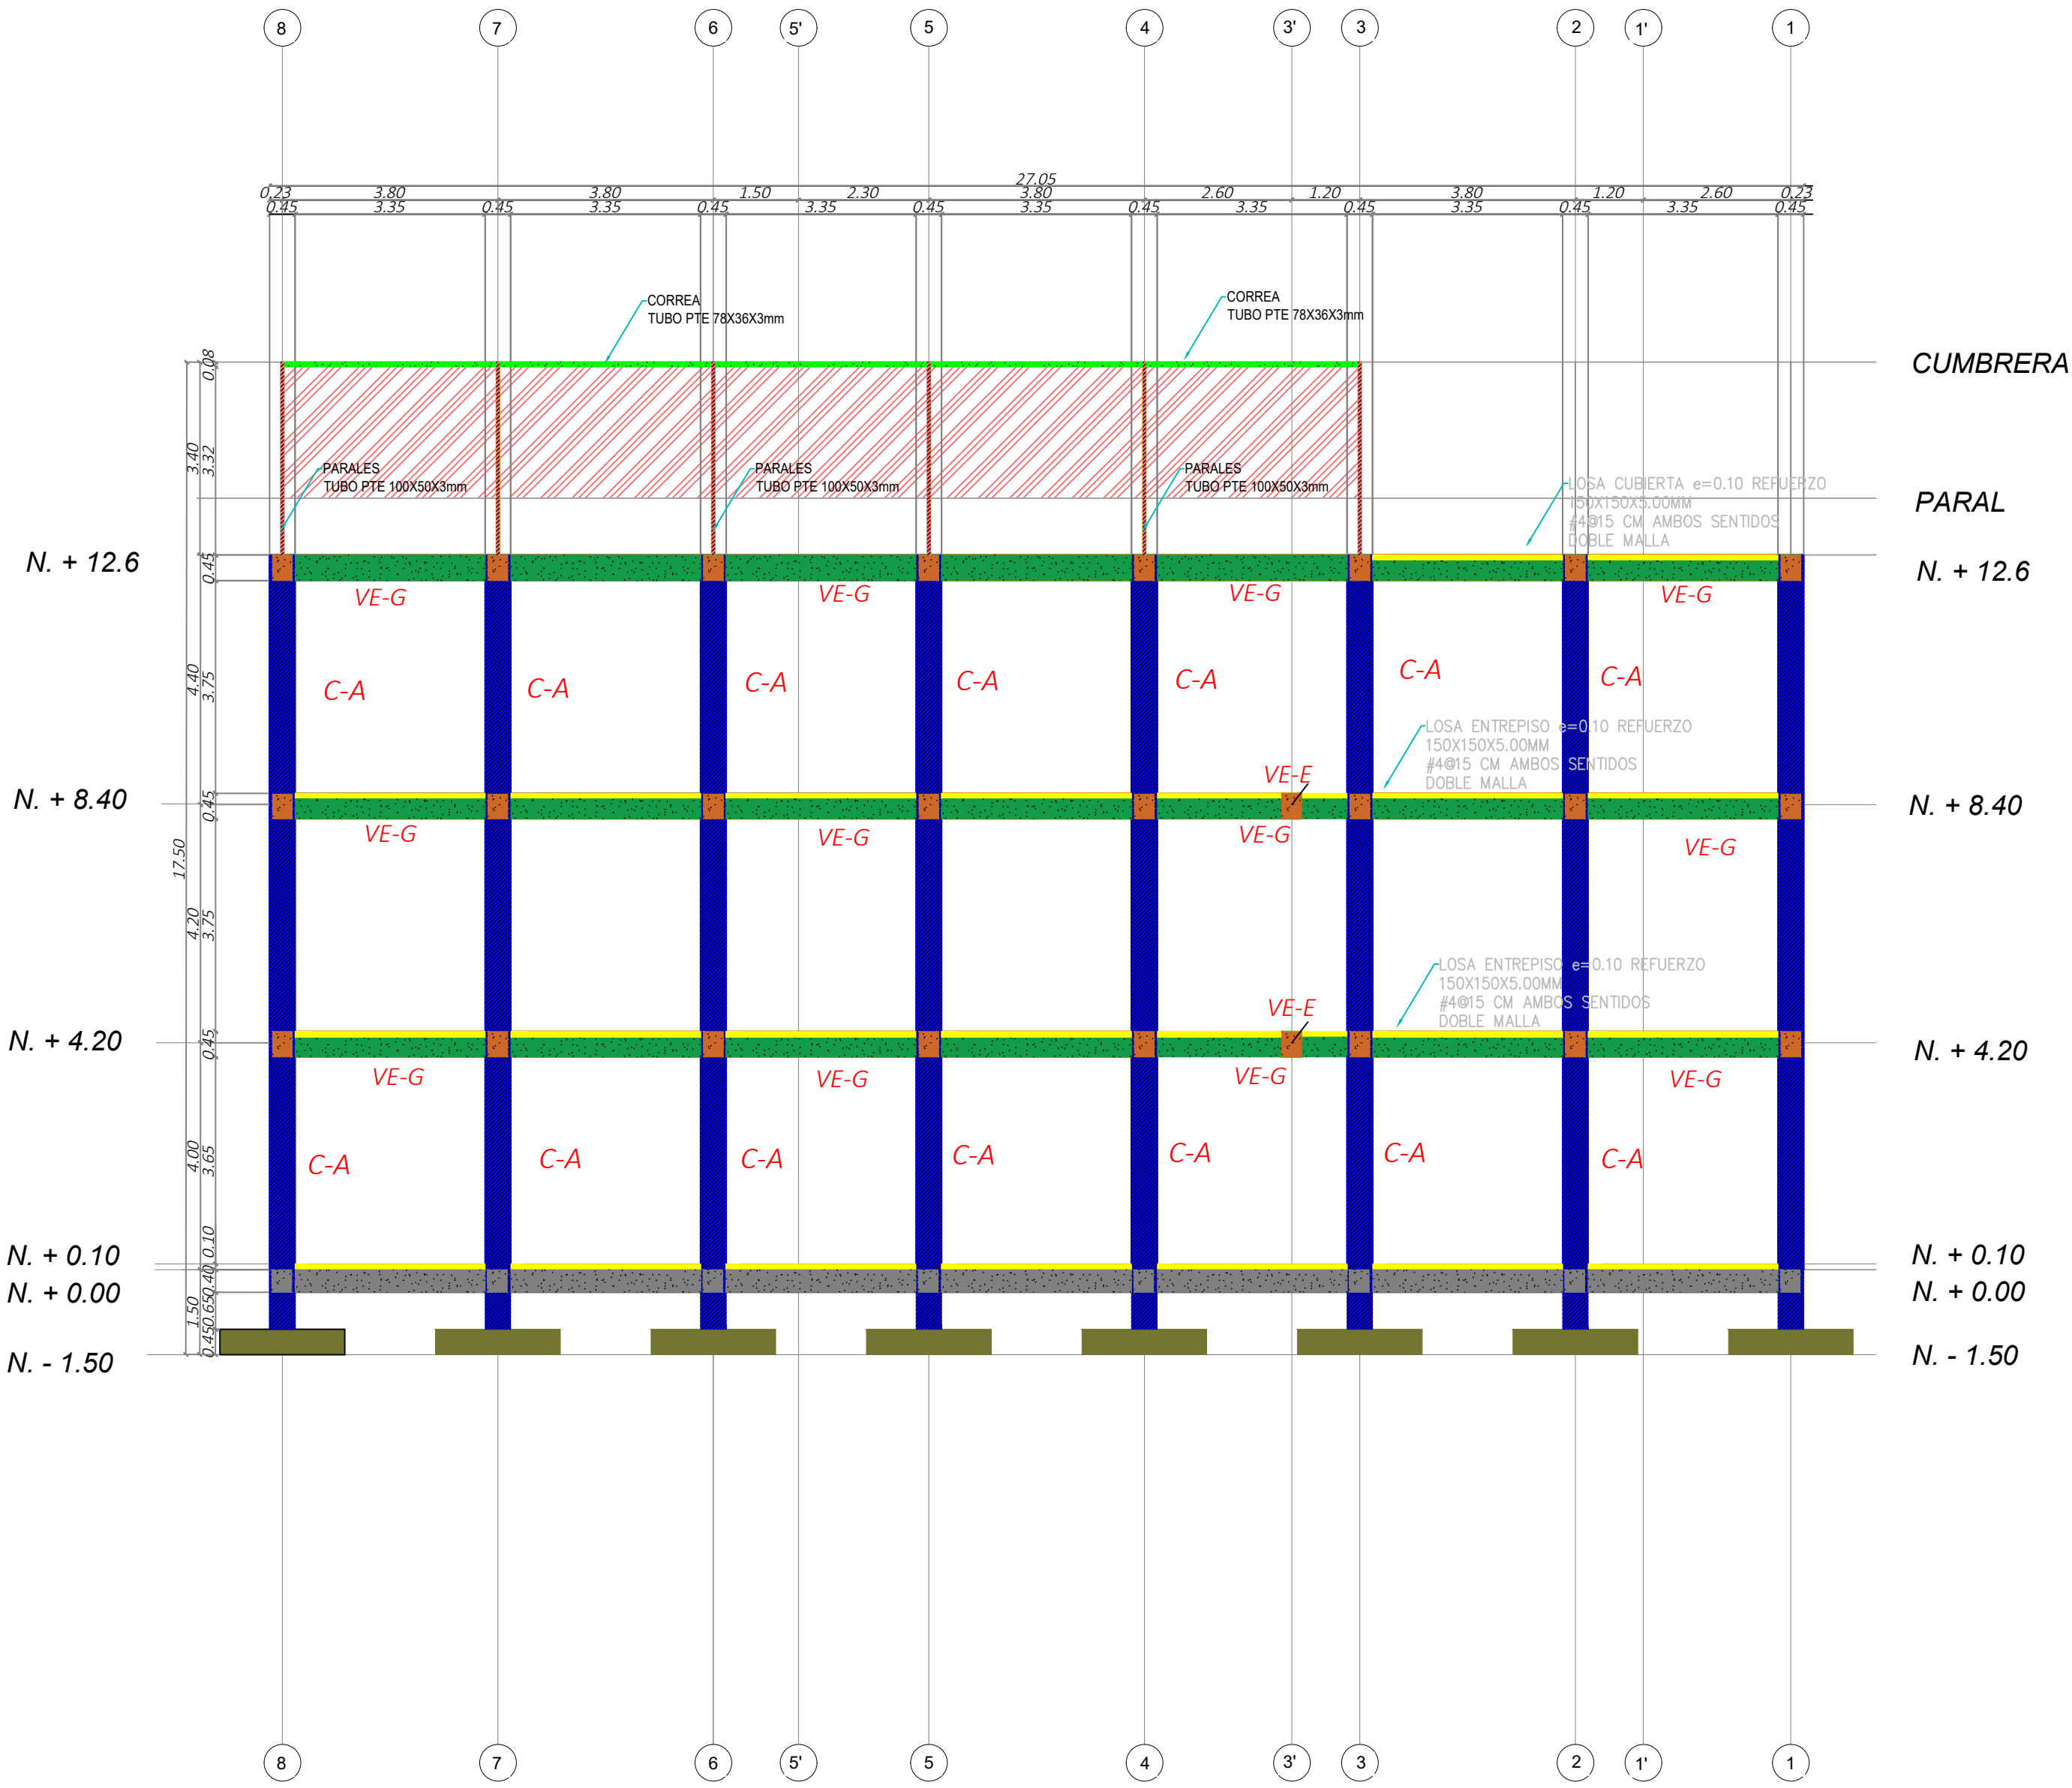 8 7 6 5' 5 4 3' 3 2 1' 1
27.05
0.23 3.80 3.80 1.50 2.30 3.80 2.60 1.20 3.80 1.20 2.60 0.23
0.45 3.35 0.45 3.35 0.45 3.35 0.45 3.35 0.45 3.35 0.45 3.35 0.45 3.35 0.45
CORREA
TUBO PTE 78X36X3mm
CORREA
TUBO PTE 78X36X3mm
0.08
CUMBRERA
3.40
3.32
PARALES
TUBO PTE 100X50X3mm
PARALES
TUBO PTE 100X50X3mm
PARALES
TUBO PTE 100X50X3mm
LOSA CUBIERTA e=0.10 REFUERZO
150X150X5.00MM
#4@15 CM AMBOS SENTIDOS
DOBLE MALLA
PARAL
N. + 12.6
0.45
N. + 12.6
VE-G VE-G VE-G VE-G
4.40
3.75
C-A C-A C-A C-A C-A C-A C-A
LOSA ENTREPISO e=0.10 REFUERZO
150X150X5.00MM
#4@15 CM AMBOS SENTIDOS
DOBLE MALLA
VE-E
N. + 8.40
0.45
N. + 8.40
VE-G VE-G VE-G VE-G
17.50
4.20
3.75
LOSA ENTREPISO e=0.10 REFUERZO
150X150X5.00MM
#4@15 CM AMBOS SENTIDOS
DOBLE MALLA
VE-E
N. + 4.20
0.45
N. + 4.20
VE-G VE-G VE-G VE-G
4.00
3.65
C-A C-A C-A C-A C-A C-A C-A
0.10
N. + 0.10
N. + 0.10
0.40
N. + 0.00
N. + 0.00
1.50
0.65
0.45
N. - 1.50
N. - 1.50
8 7 6 5' 5 4 3' 3 2 1' 1